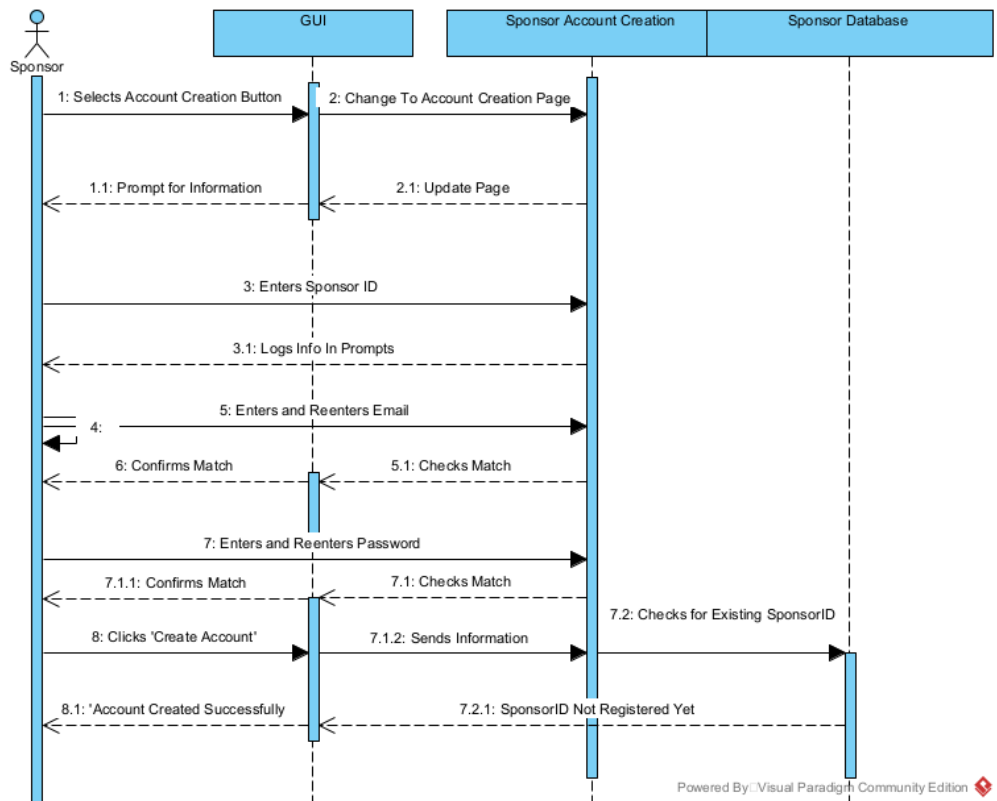 GUI
Sponsor Account Creation
Sponsor Database
Sponsor
1: Selects Account Creation Button
2: Change To Account Creation Page
1.1: Prompt for Information
2.1: Update Page
3: Enters Sponsor ID
3.1: Logs Info In Prompts
5: Enters and Reenters Email
4:
6: Confirms Match
5.1: Checks Match
7: Enters and Reenters Password
7.1.1: Confirms Match
7.1: Checks Match
7.2: Checks for Existing SponsorID
8: Clicks 'Create Account'
7.1.2: Sends Information
8.1: 'Account Created Successfully
7.2.1: SponsorID Not Registered Yet
Powered By□Visual Paradigm Community Edition